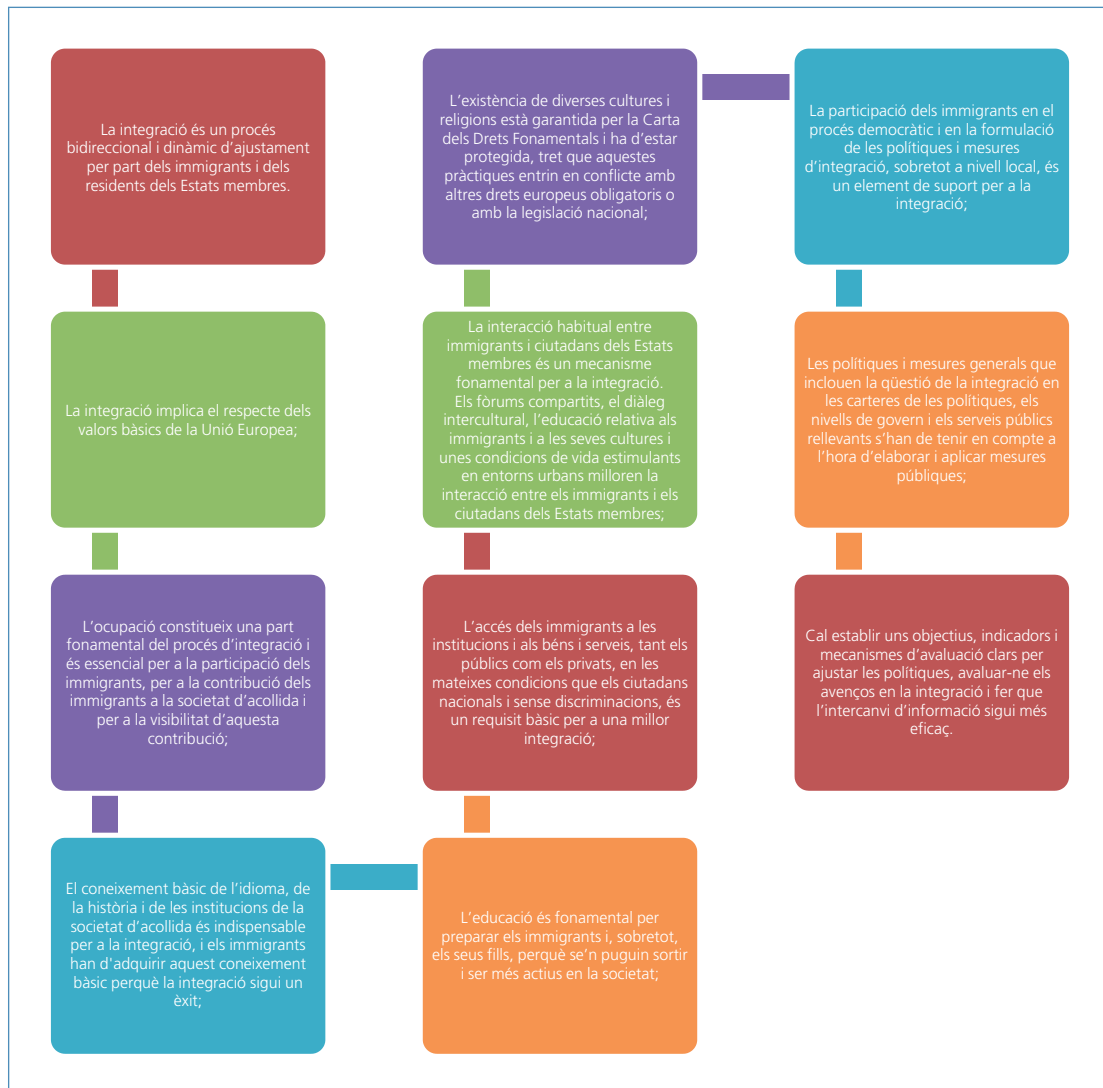 La integració és un procés
bidireccional i dinàmic d’ajustament
per part dels immigrants i dels
residents dels Estats membres.
La integració implica el respecte dels
valors bàsics de la Unió Europea;
L’ocupació constitueix una part
fonamental del procés d’integració i
és essencial per a la participació dels
immigrants, per a la contribució dels
immigrants a la societat d’acollida i
per a la visibilitat d’aquesta
contribució;
El coneixement bàsic de l’idioma, de
la història i de les institucions de la
societat d’acollida és indispensable
per a la integració, i els immigrants
han d'adquirir aquest coneixement
bàsic perquè la integració sigui un
èxit;
L’educació és fonamental per
preparar els immigrants i, sobretot,
els seus fills, perquè se’n puguin sortir
i ser més actius en la societat;
L’accés dels immigrants a les
institucions i als béns i serveis, tant els
públics com els privats, en les
mateixes condicions que els ciutadans
nacionals i sense discriminacions, és
un requisit bàsic per a una millor
integració;
La interacció habitual entre
immigrants i ciutadans dels Estats
membres és un mecanisme
fonamental per a la integració.
Els fòrums compartits, el diàleg
intercultural, l’educació relativa als
immigrants i a les seves cultures i
unes condicions de vida estimulants
en entorns urbans milloren la
interacció entre els immigrants i els
ciutadans dels Estats membres;
L’existència de diverses cultures i
religions està garantida per la Carta
dels Drets Fonamentals i ha d’estar
protegida, tret que aquestes
pràctiques entrin en conflicte amb
altres drets europeus obligatoris o
amb la legislació nacional;
La participació dels immigrants en el
procés democràtic i en la formulació
de les polítiques i mesures
d’integració, sobretot a nivell local, és
un element de suport per a la
integració;
Les polítiques i mesures generals que
inclouen la qüestió de la integració en
les carteres de les polítiques, els
nivells de govern i els serveis públics
rellevants s’han de tenir en compte a
l’hora d’elaborar i aplicar mesures
públiques;
Cal establir uns objectius, indicadors i
mecanismes d’avaluació clars per
ajustar les polítiques, avaluar-ne els
avenços en la integració i fer que
l’intercanvi d’informació sigui més
eficaç.